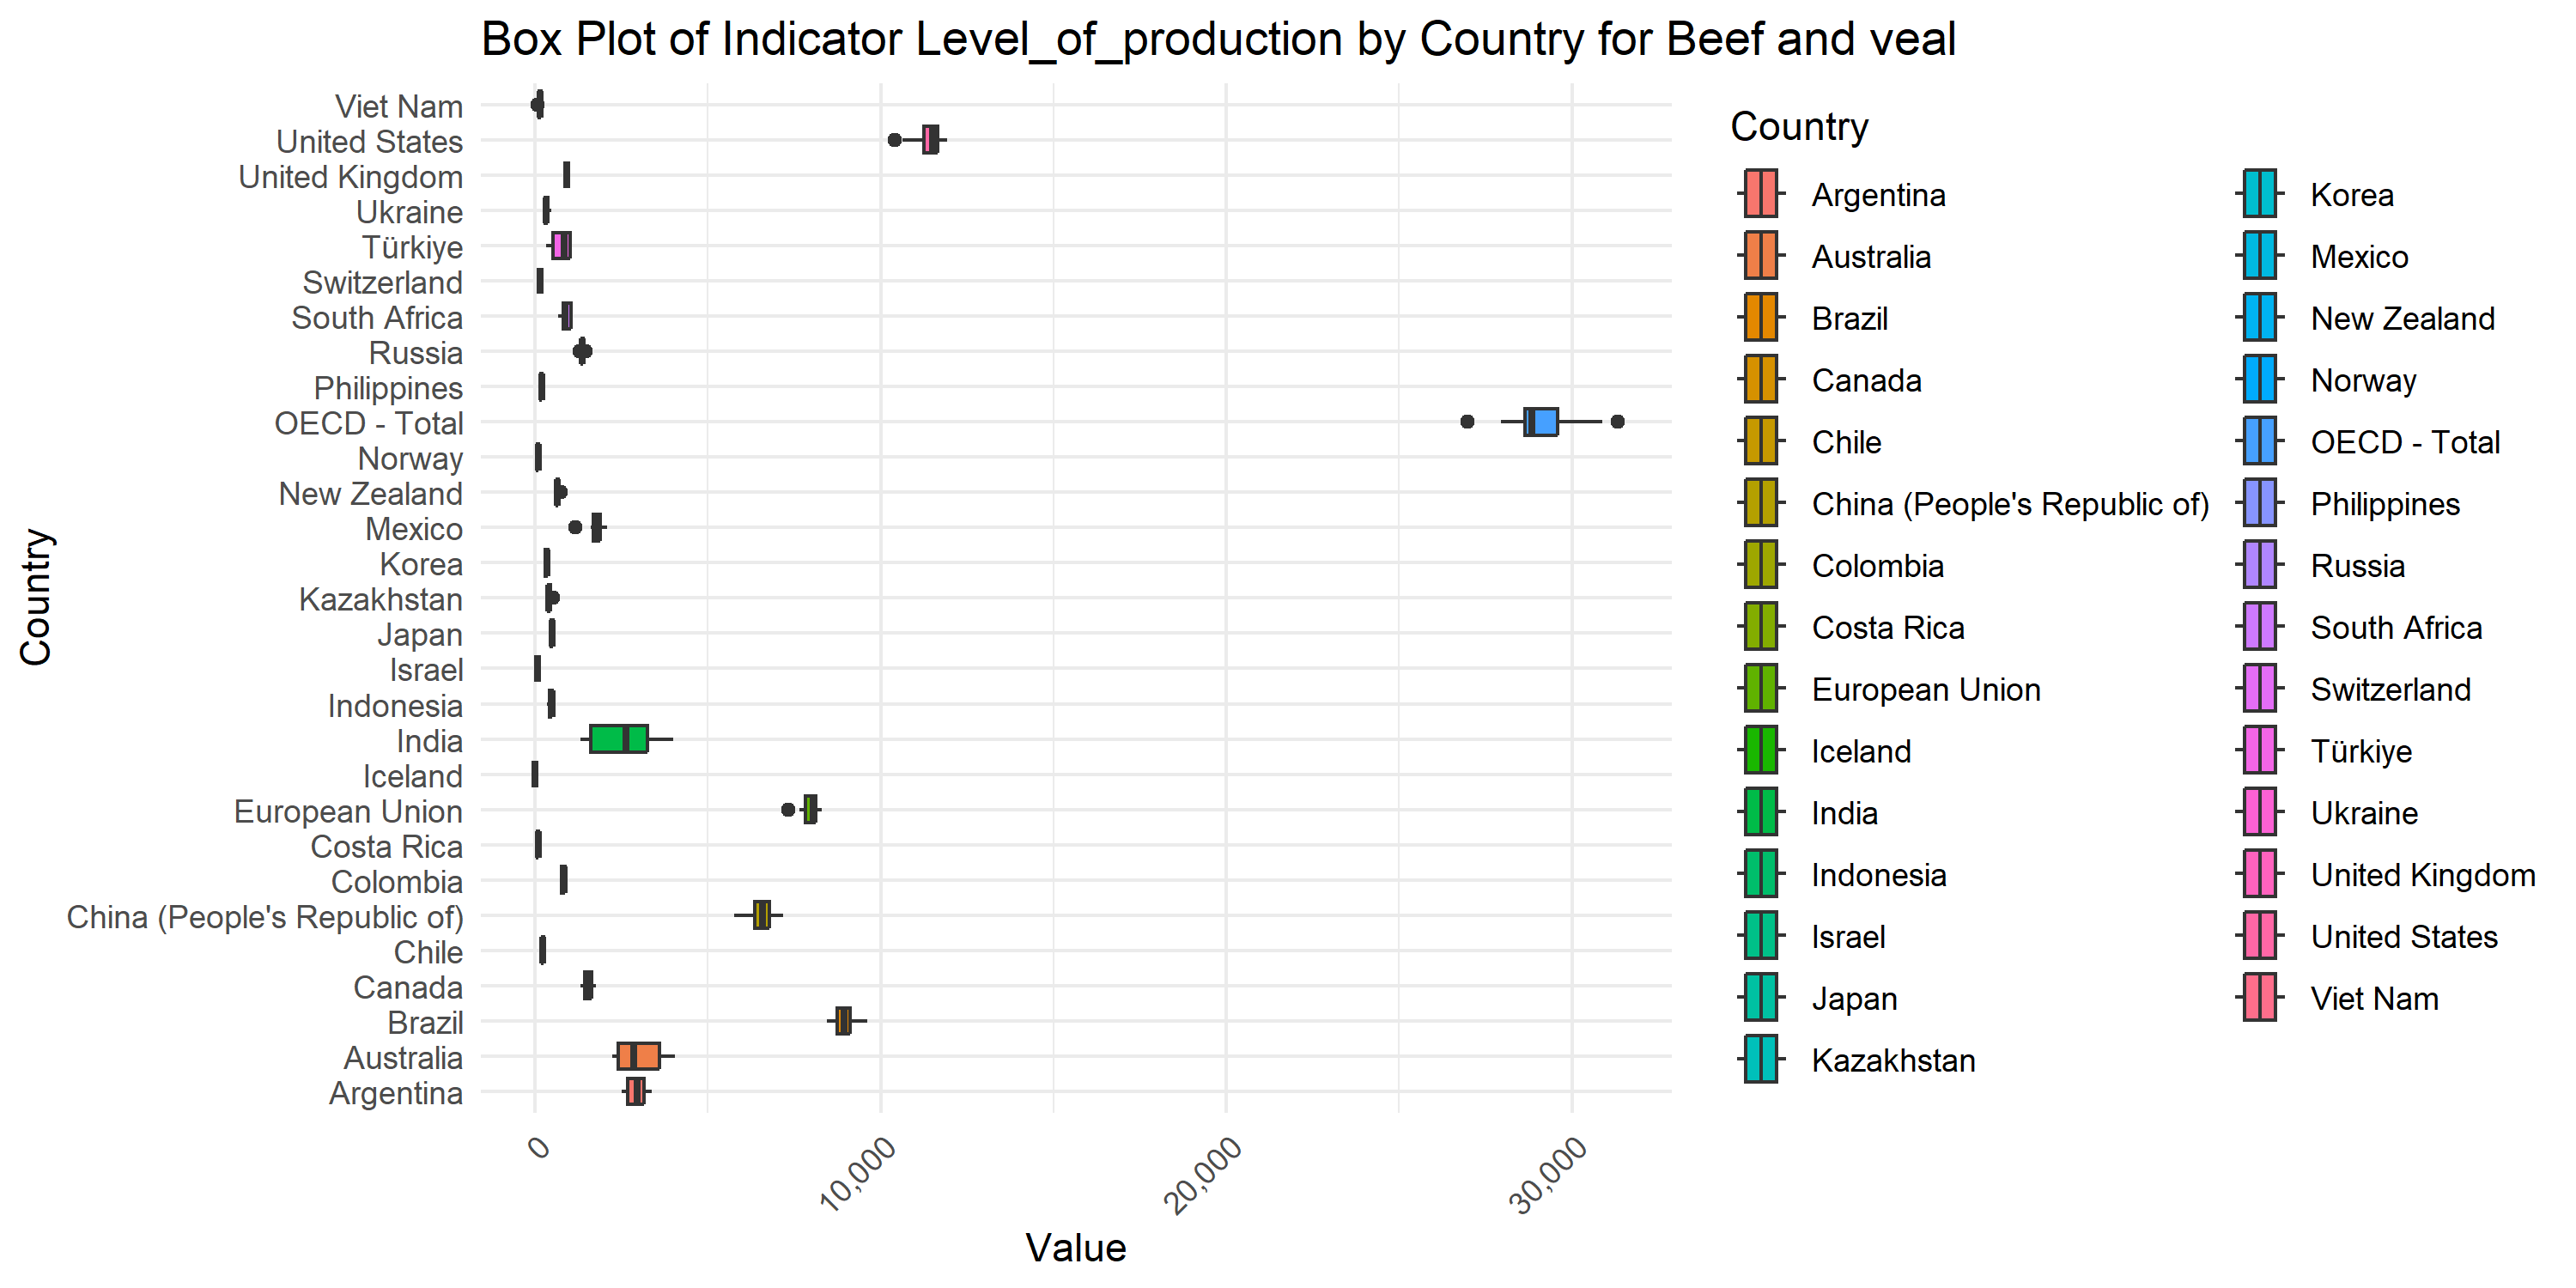 Box Plot of Indicator Level_of_production by Country for Beef and veal
Country
Viet Nam
United States
United Kingdom
Ukraine
Türkiye
Switzerland
South Africa
Russia
Philippines
OECD - Total
Norway
New Zealand
Mexico
Korea
Kazakhstan
Japan
Israel
Indonesia
India
Iceland
European Union
Costa Rica
Colombia
China (People's Republic of)
Chile
Canada
Brazil
Australia
Argentina
0
10,000
20,000
30,000
Value
Country
Argentina
Australia
Brazil
Canada
Chile
China (People's Republic of)
Colombia
Costa Rica
European Union
Iceland
India
Indonesia
Israel
Japan
Kazakhstan
Korea
Mexico
New Zealand
Norway
OECD - Total
Philippines
Russia
South Africa
Switzerland
Türkiye
Ukraine
United Kingdom
United States
Viet Nam